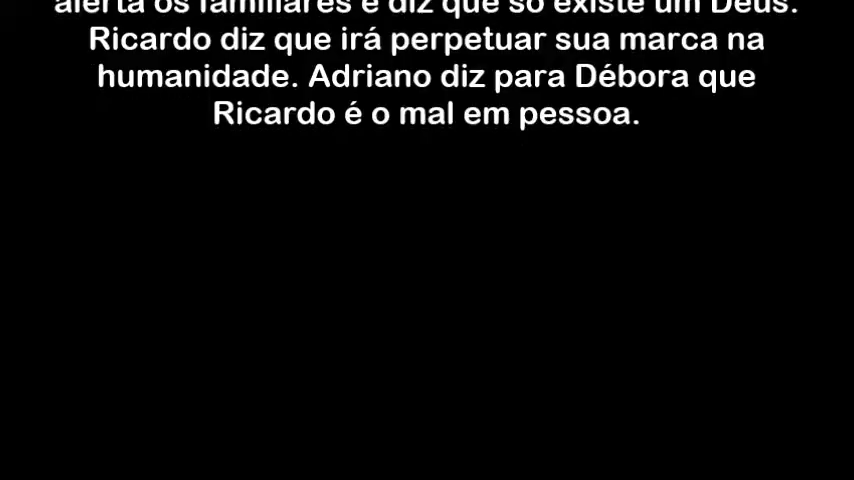 alerta os familiares e diz que só existe um Deus.
Ricardo diz que irá perpetuar sua marca na
humanidade. Adriano diz para Débora que
Ricardo é o mal em pessoa.